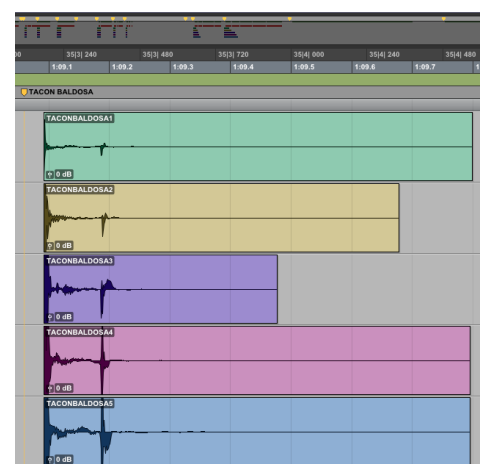 00 35|3| 240 35|3| 480 35|3| 720 35|4| 000 35|4| 240 35|4| 480
1:09.1 1:09.2 1:09.3 1:09.4 1:09.5 1:09.6 1:09.7 1
TACON BALDOSA
TACONBALDOSA1
0 dB
TACONBALDOSA2
0 dB
TACONBALDOSA3
0 dB
TACONBALDOSA4
0 dB
TACONBALDOSA5
0 dB